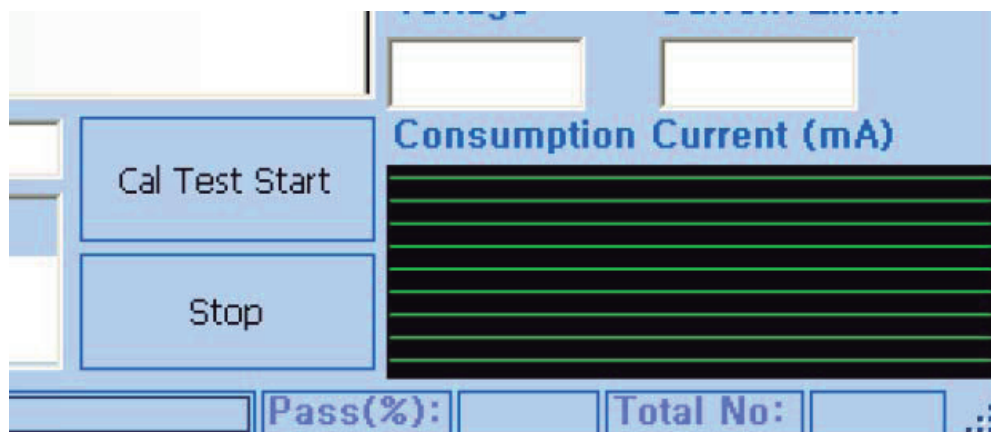 Consumption Current (mA)
Cal Test Start
Stop
Pass(%):
Total No: